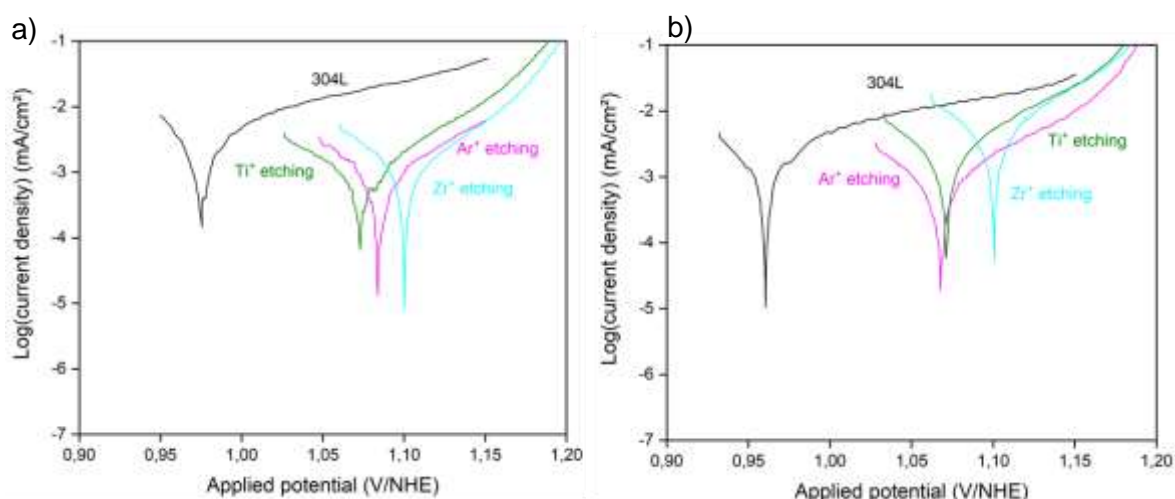 a)
-1
-2
-3
-4
-5
-6
-7
Log(current density) (mA/cm²)
304L
Ti⁺ etching
Ar⁺ etching
Zr⁺ etching
0,90
0,95
1,00
1,05
1,10
1,15
1,20
Applied potential (V/NHE)
b)
-1
-2
-3
-4
-5
-6
-7
Log(current density) (mA/cm²)
304L
Ti⁺ etching
Ar⁺ etching
Zr⁺ etching
0,90
0,95
1,00
1,05
1,10
1,15
1,20
Applied potential (V/NHE)